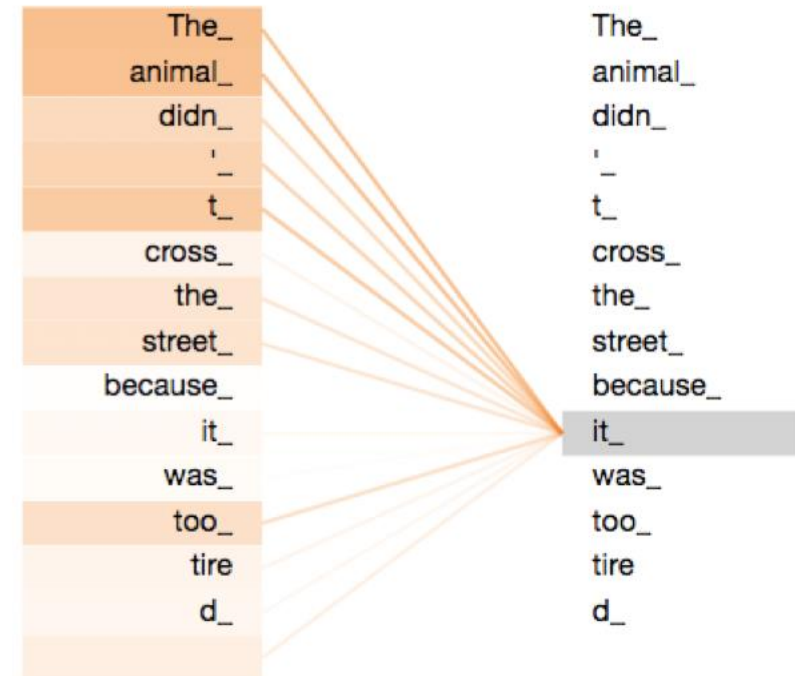 The_ The_
animal_ animal_
didn_ didn_
'_ '_
t_ t_
cross_ cross_
the_ the_
street_ street_
because_ because_
it_ it_
was_ was_
too_ too_
tire tire
d_ d_